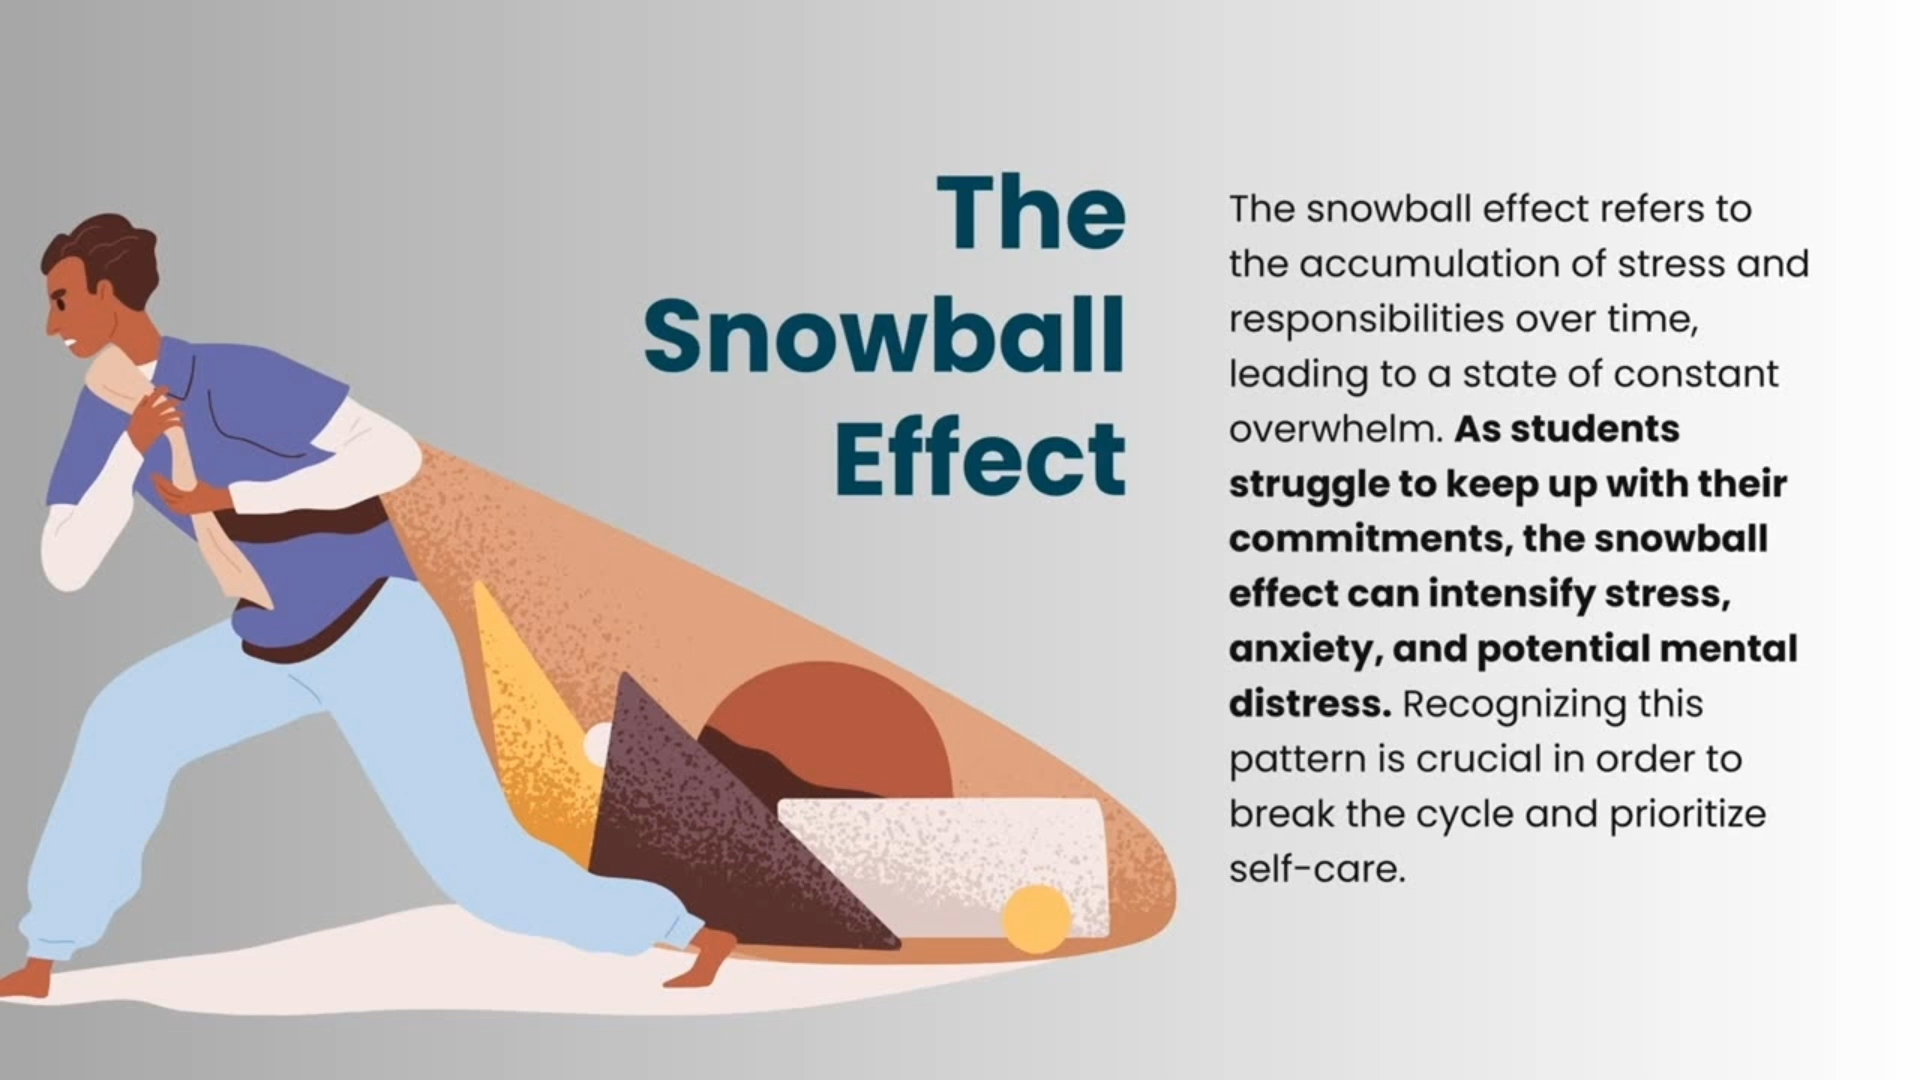 The
Snowball
Effect
The snowball effect refers to
the accumulation of stress and
responsibilities over time,
leading to a state of constant
overwhelm. As students
struggle to keep up with their
commitments, the snowball
effect can intensify stress,
anxiety, and potential mental
distress. Recognizing this
pattern is crucial in order to
break the cycle and prioritize
self-care.